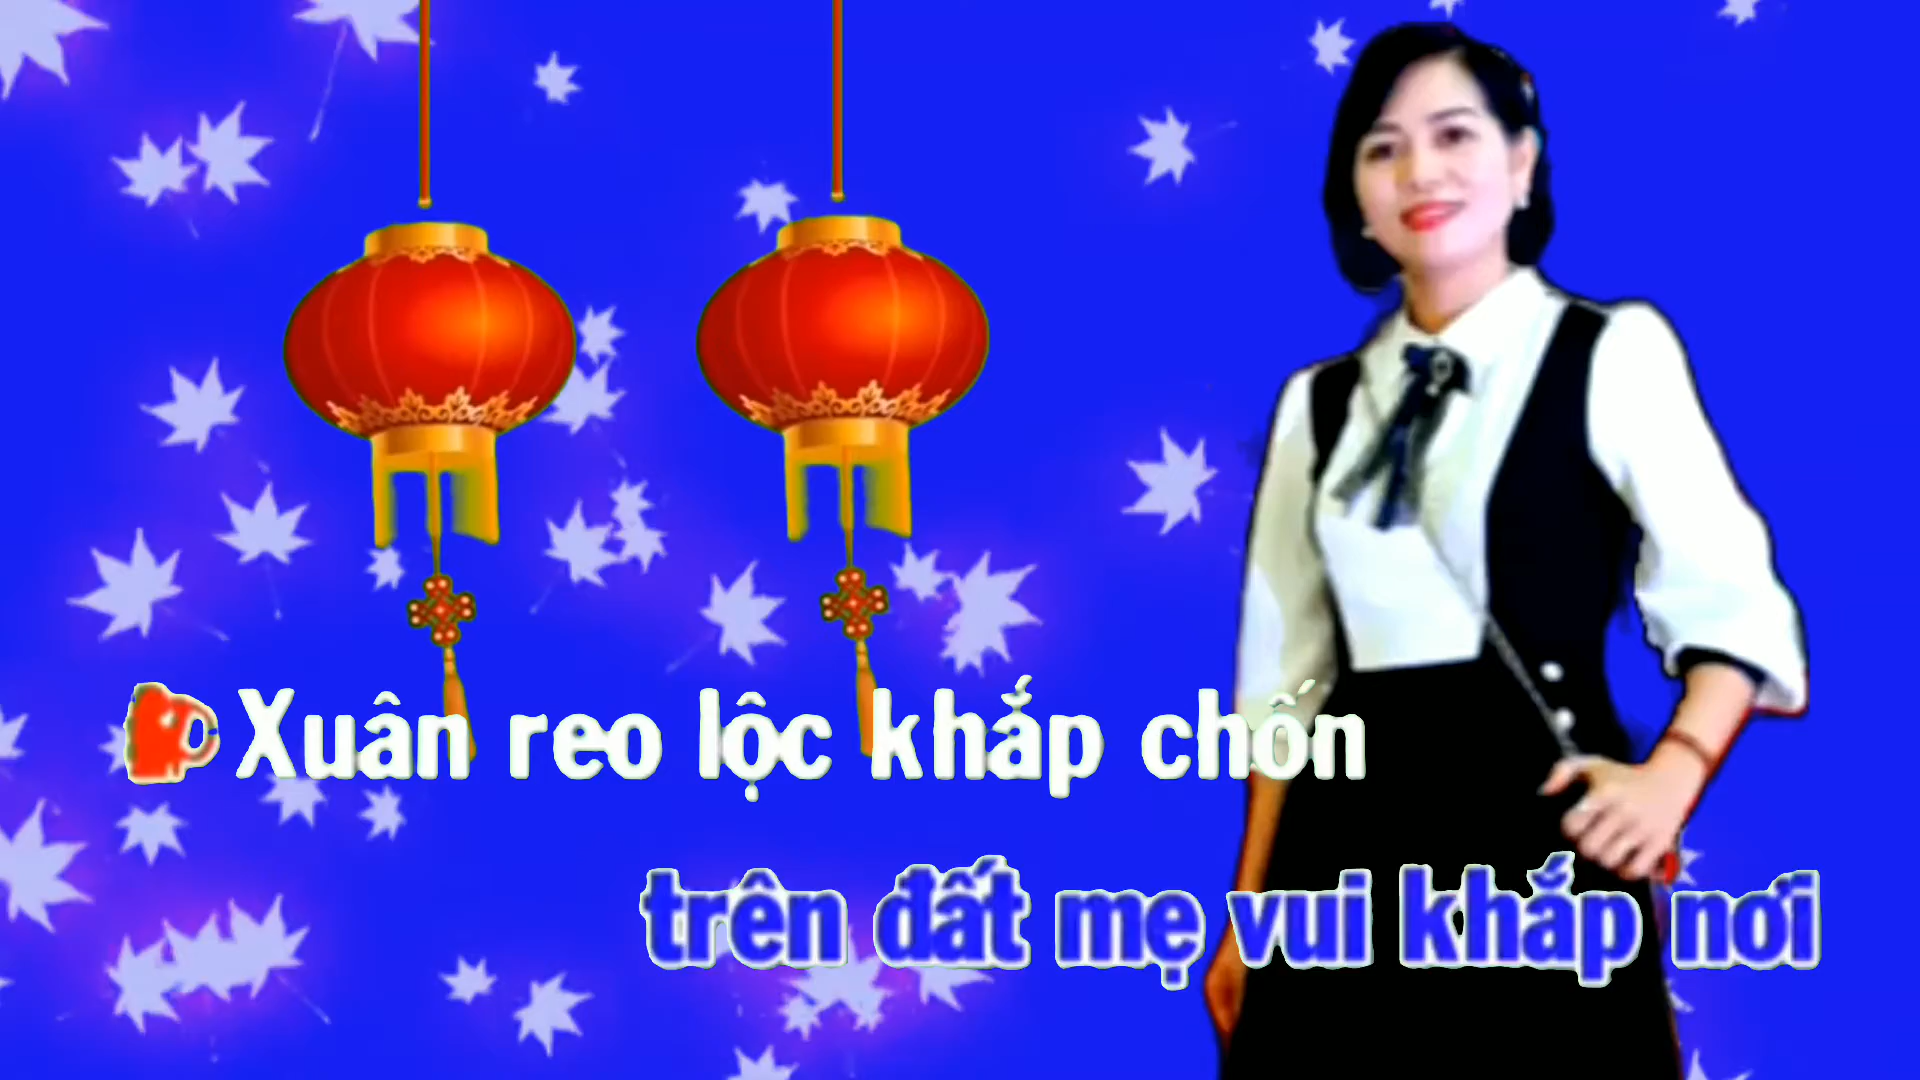 Xuân reo lộc khắp chốn
trên đất mẹ vui khắp nơi